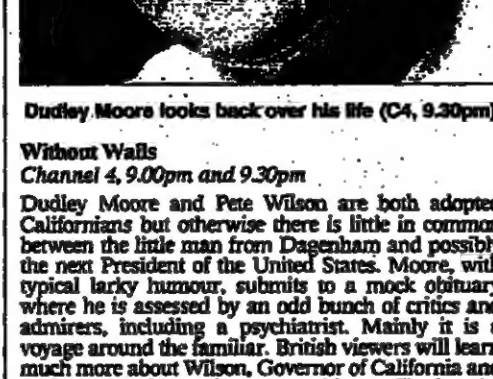 Dudley Moore looks back over his life (C4, 9.30pm)
Without Walls
Channel 4, 9.00pm and 9.30pm
Dudley Moore and Pete Wilson are both adopted
Californians but otherwise there is little in common
between the little man from Dagenham and possibly
the next President of the United States. Moore, with
typical larky humour, submits to a mock obituary
where he is assessed by an odd bunch of critics and
admirers, including a psychiatrist. Mainly it is a
voyage around the familiar. British viewers will learn
much more about Wilson, Governor of California and